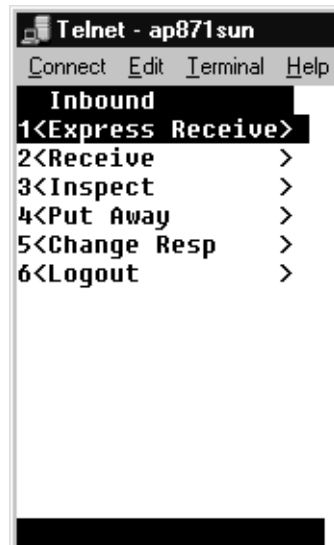 Telnet - ap871sun
Connect Edit Terminal Help
Inbound
1<Express Receive>
2<Receive >
3<Inspect >
4<Put Away >
5<Change Resp >
6<Logout >